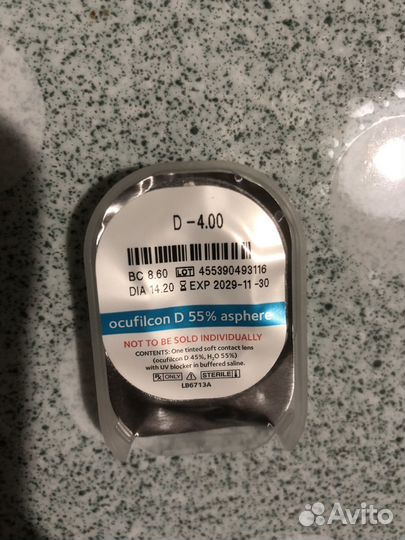 D -4.00
BC 8.60 LOT 455390493116
DIA 14.20 EXP 2029-11-30
ocufilcon D 55% asphere
NOT TO BE SOLD INDIVIDUALLY
CONTENTS: One tinted soft contact lens
(ocufilcon D 45%, H₂O 55%)
with UV blocker in buffered saline.
Rx ONLY STERILE
LB6713A
Avito